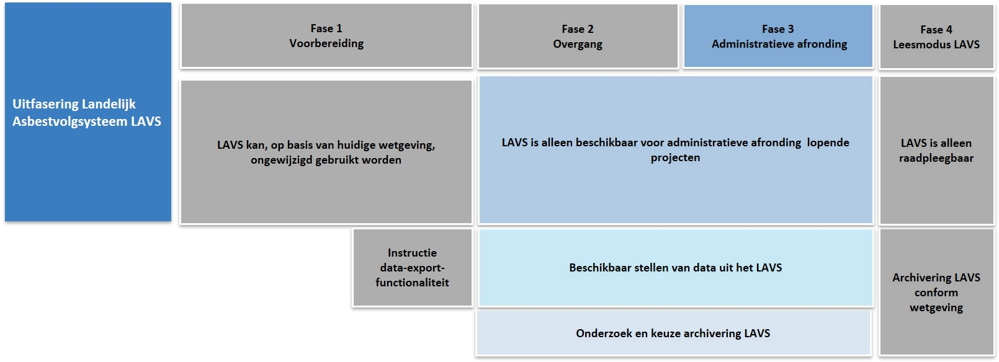 Uitfasering Landelijk
Asbestvolgsysteem LAVS
Fase 1
Voorbereiding
Fase 2
Overgang
Fase 3
Administratieve afronding
Fase 4
Leesmodus LAVS
LAVS kan, op basis van huidige wetgeving,
ongewijzigd gebruikt worden
LAVS is alleen beschikbaar voor administratieve afronding lopende
projecten
LAVS is alleen
raadpleegbaar
Instructie
data-export-
functionaliteit
Beschikbaar stellen van data uit het LAVS
Archivering LAVS
conform
wetgeving
Onderzoek en keuze archivering LAVS